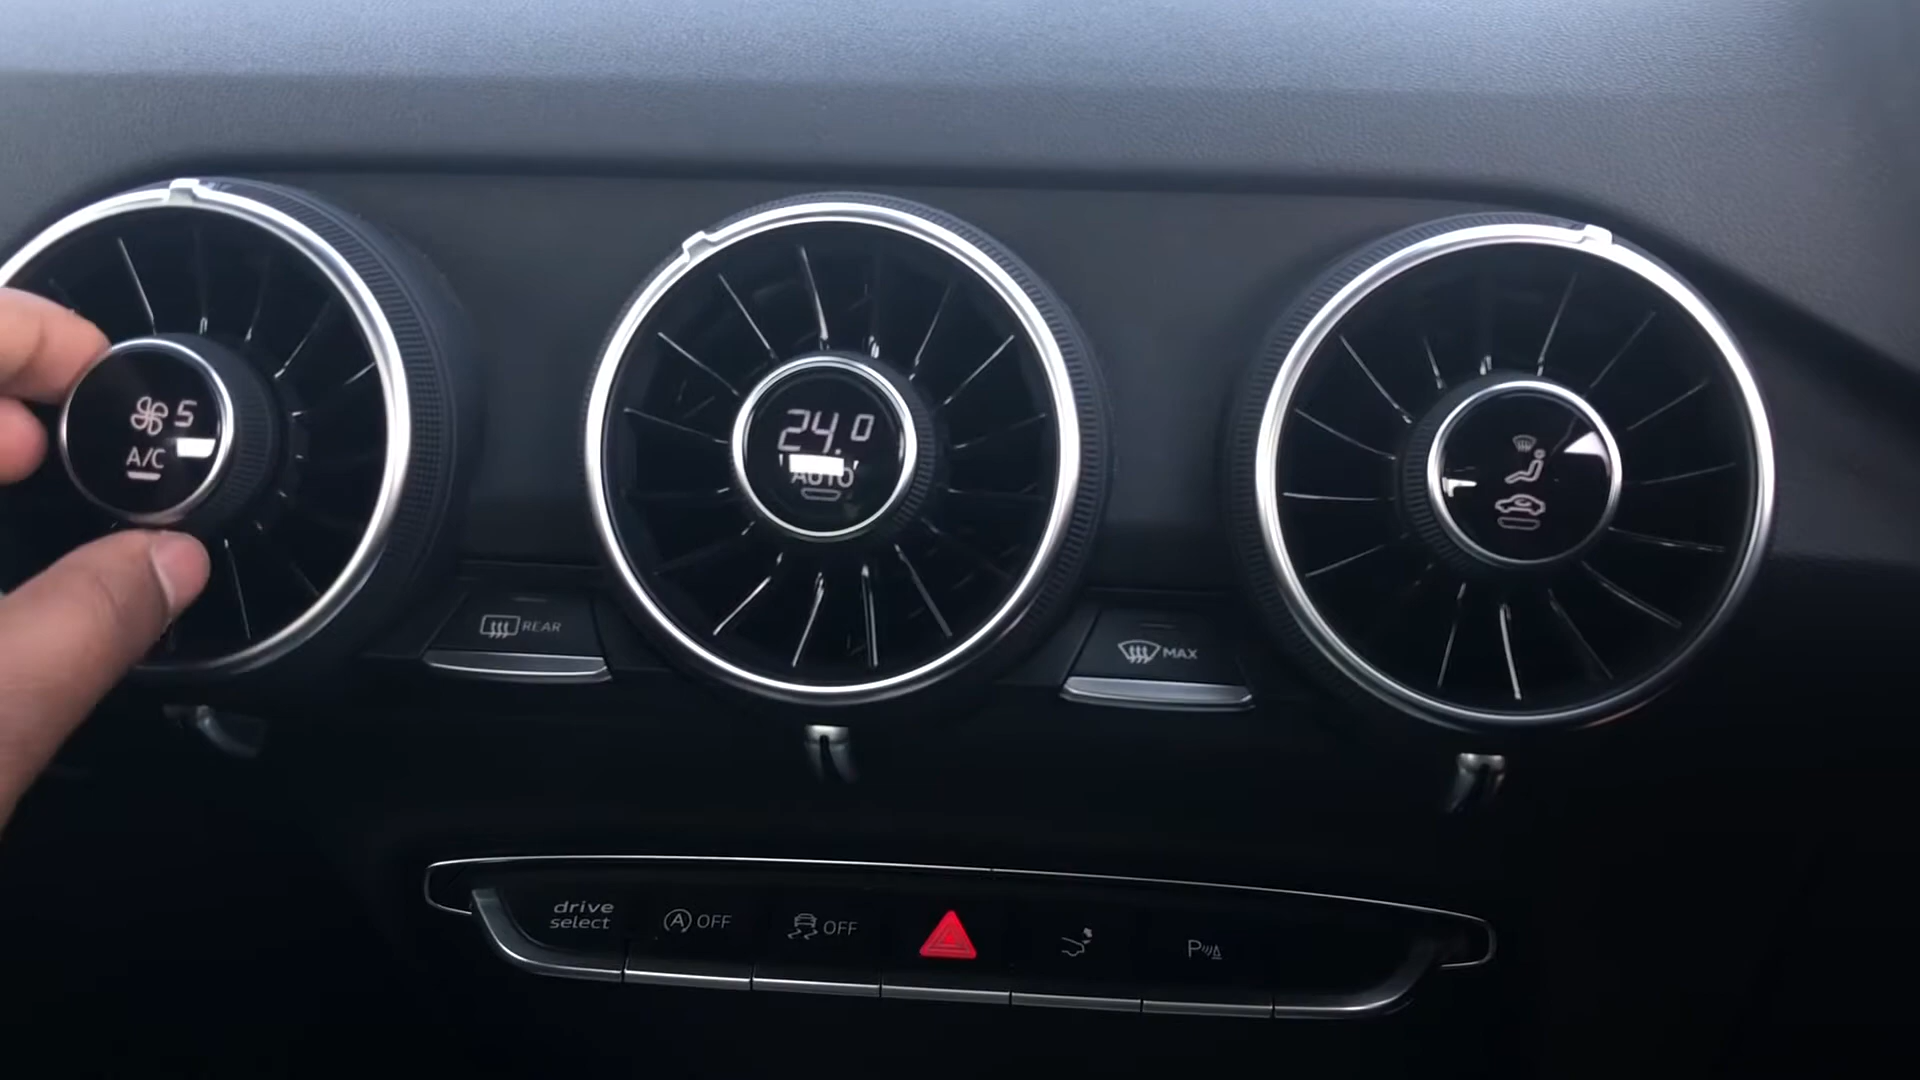 5
A/C
24.0
AUTO
REAR
MAX
drive
select
A OFF
OFF
P